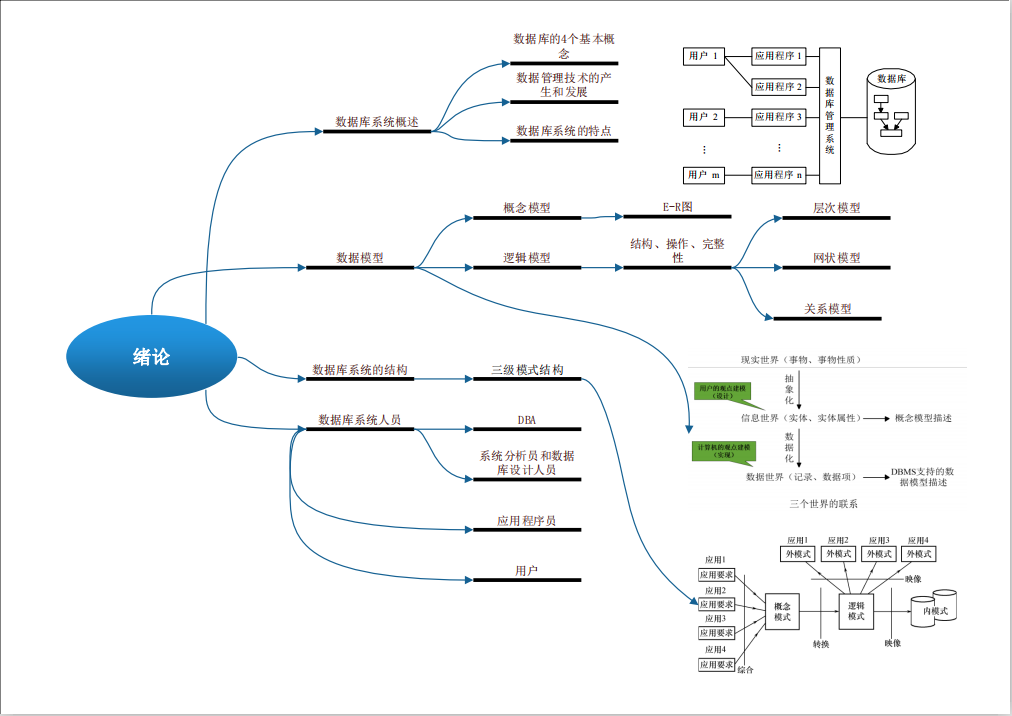 数据库的4个基本概
念
数据管理技术的产
生和发展
数据库系统概述
数据库系统的特点
用户 1
应用程序 1
应用程序 2
用户 2
应用程序 3
⋮
⋮
用户 m
应用程序 n
数据库管理系统
数据库
概念模型
E-R图
层次模型
数据模型
逻辑模型
结构、操作、完整
性
网状模型
关系模型
绪论
数据库系统的结构
三级模式结构
数据库系统人员
DBA
系统分析员和数据
库设计人员
应用程序员
用户
现实世界（事物、事物性质）
抽象化
用户的观点建模
（设计）
信息世界（实体、实体属性）
概念模型描述
数据化
计算机的观点建模
（实现）
数据世界（记录、数据项）
DBMS支持的数
据模型描述
三个世界的联系
应用1
应用2
应用3
应用4
外模式
外模式
外模式
外模式
映像
应用1
应用要求
应用2
应用要求
应用3
应用要求
应用4
应用要求
综合
概念
模式
转换
逻辑
模式
映像
内模式